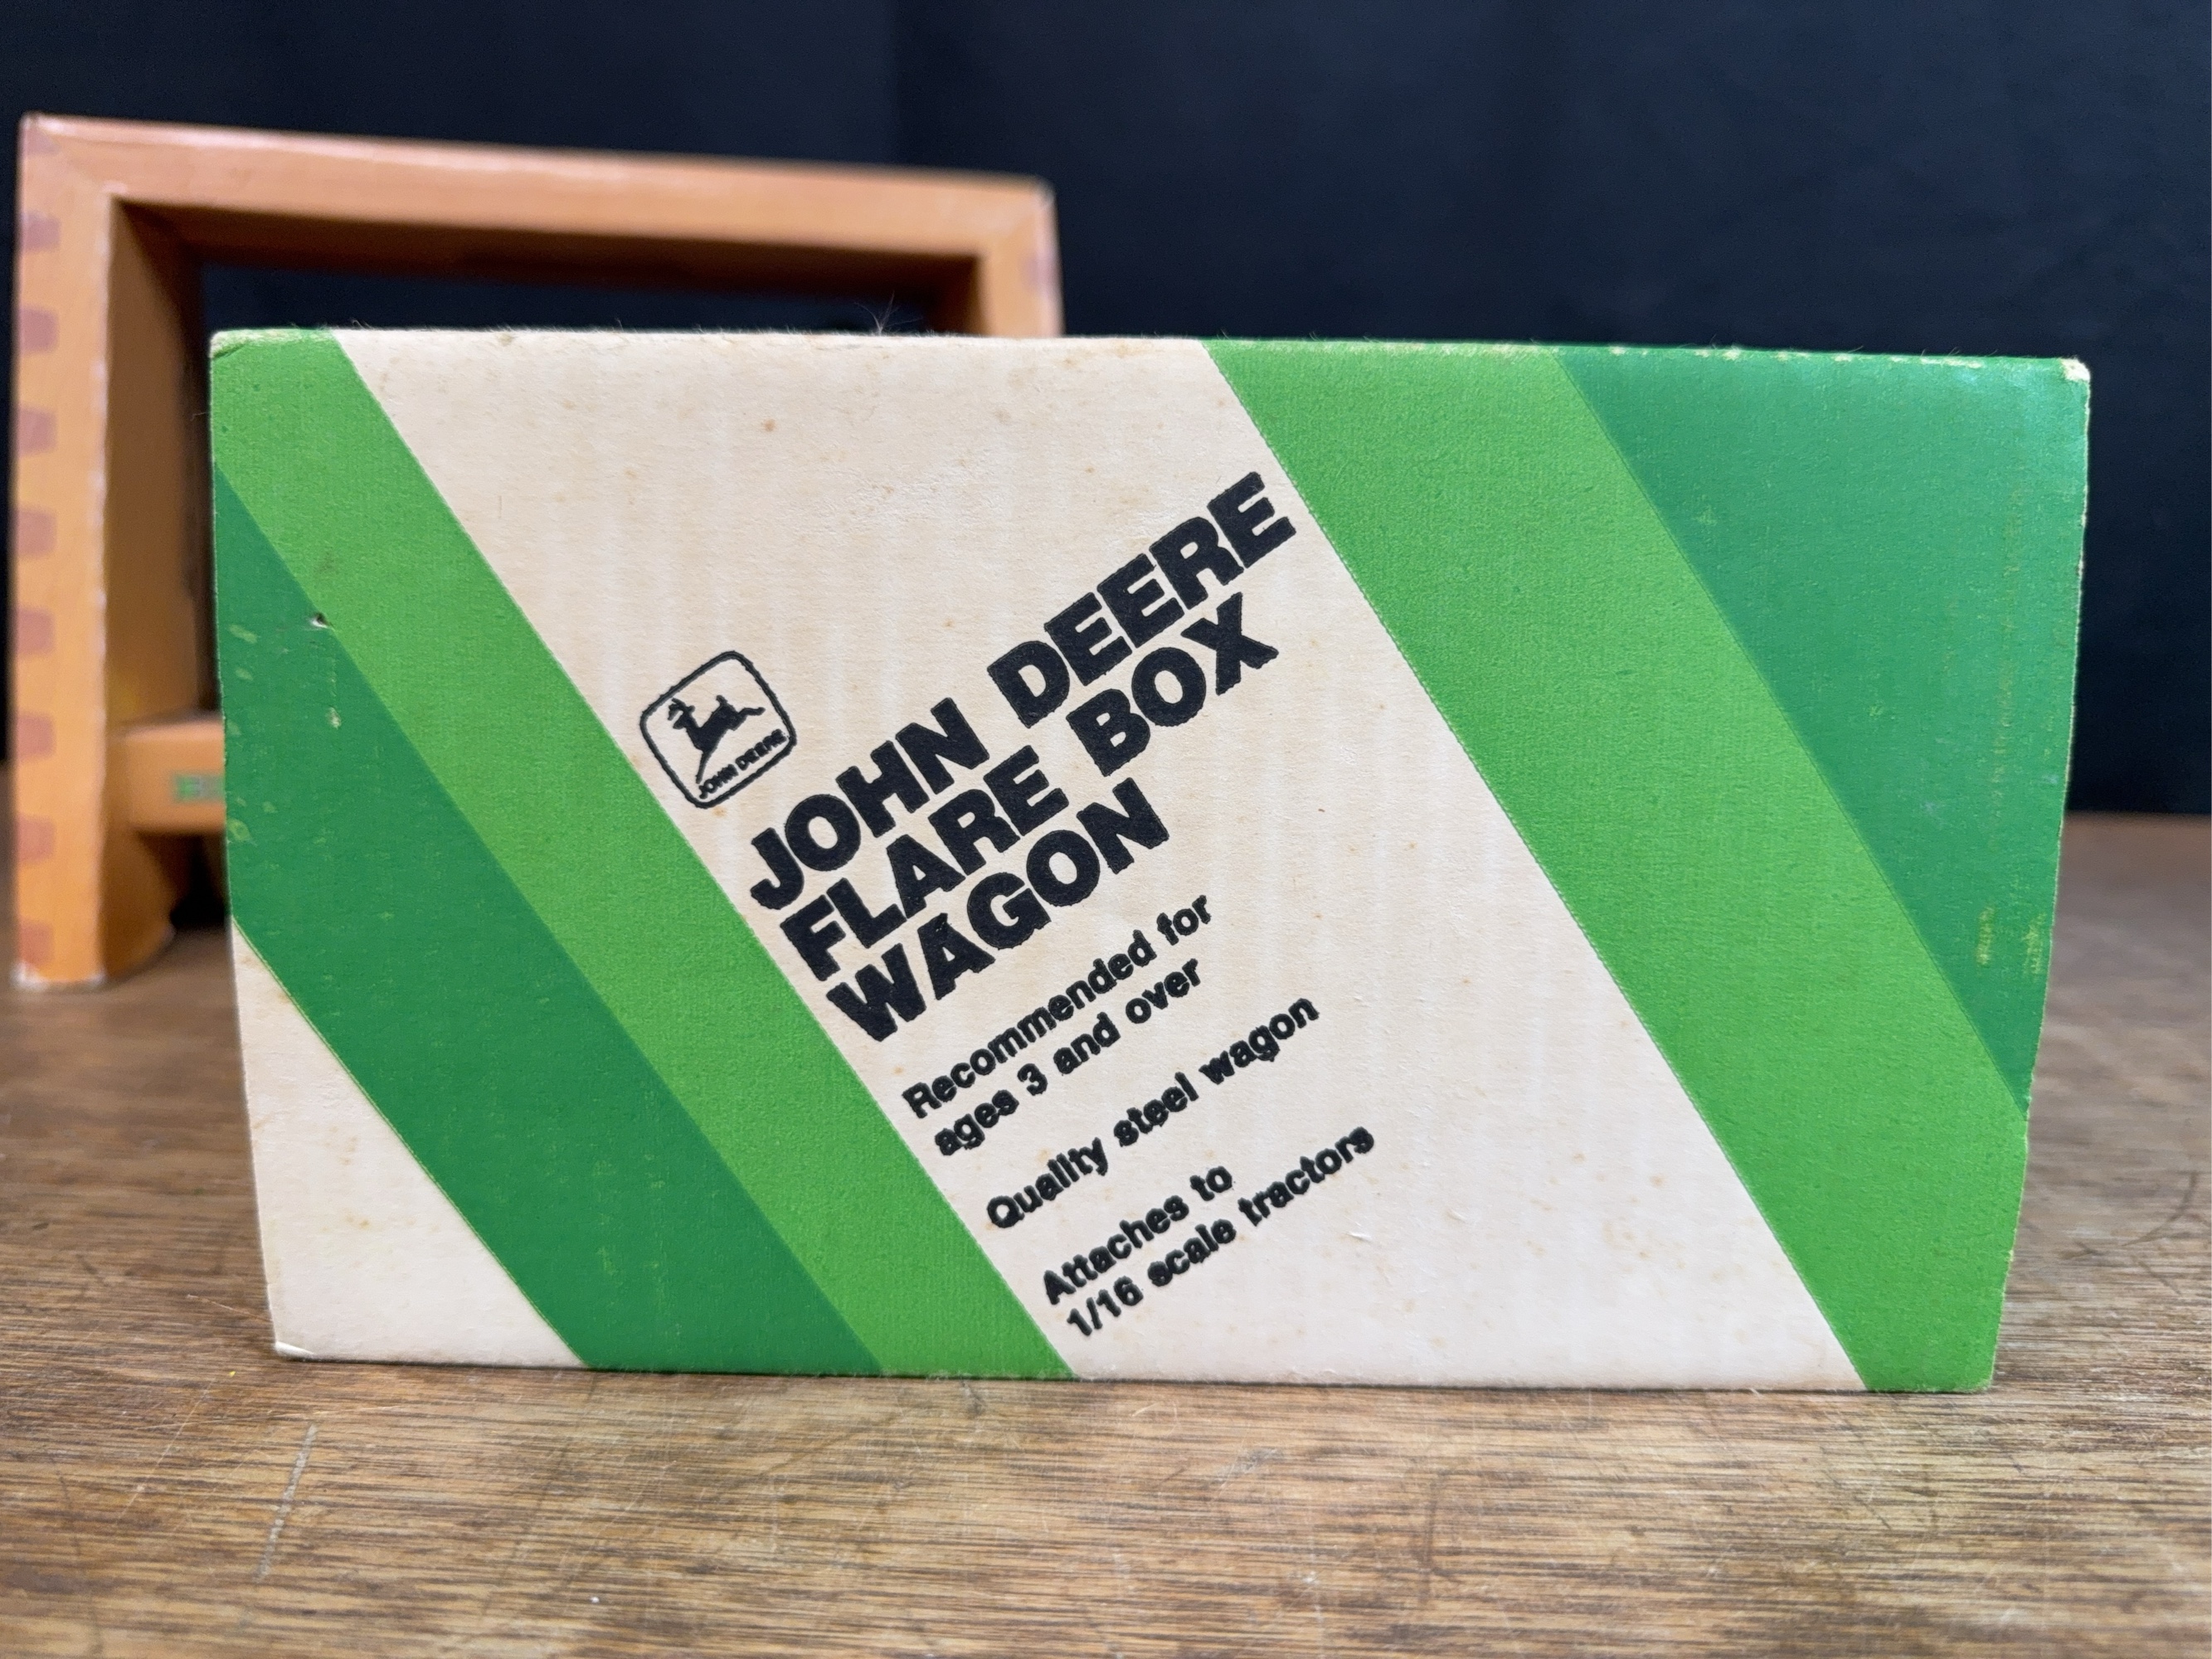 JOHN DEERE
JOHN DEERE
FLARE BOX
WAGON
Recommended for
ages 3 and over
Quality steel wagon
Attaches to
1/16 scale tractors